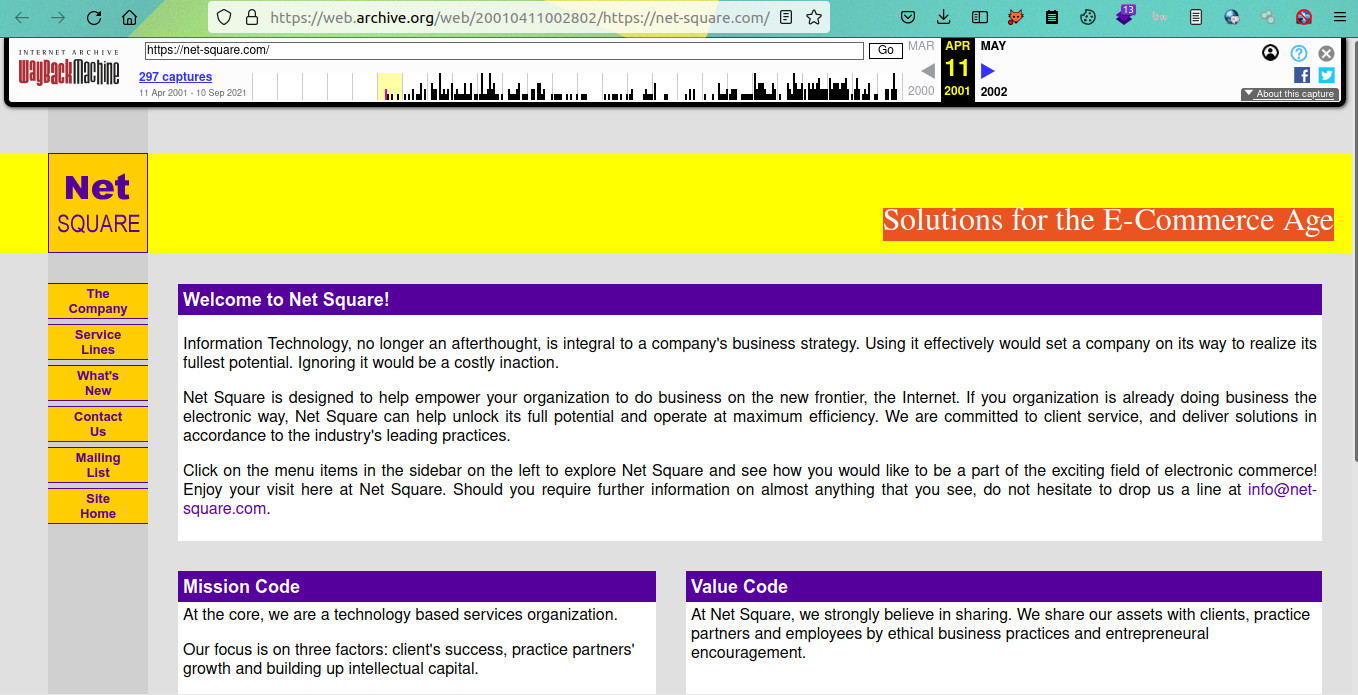 https://web.archive.org/web/20010411002802/https://net-square.com/
13
INTERNET ARCHIVE
WayBackMachine
https://net-square.com/
Go
MAR
APR
MAY
297 captures
11
11 Apr 2001 - 10 Sep 2021
2000
2001
2002
About this capture
Net
SQUARE
Solutions for the E-Commerce Age
The
Company
Service
Lines
What's
New
Contact
Us
Mailing
List
Site
Home
Welcome to Net Square!
Information Technology, no longer an afterthought, is integral to a company's business strategy. Using it effectively would set a company on its way to realize its
fullest potential. Ignoring it would be a costly inaction.
Net Square is designed to help empower your organization to do business on the new frontier, the Internet. If you organization is already doing business the
electronic way, Net Square can help unlock its full potential and operate at maximum efficiency. We are committed to client service, and deliver solutions in
accordance to the industry's leading practices.
Click on the menu items in the sidebar on the left to explore Net Square and see how you would like to be a part of the exciting field of electronic commerce!
Enjoy your visit here at Net Square. Should you require further information on almost anything that you see, do not hesitate to drop us a line at info@net-
square.com.
Mission Code
At the core, we are a technology based services organization.
Our focus is on three factors: client's success, practice partners'
growth and building up intellectual capital.
Value Code
At Net Square, we strongly believe in sharing. We share our assets with clients, practice
partners and employees by ethical business practices and entrepreneural
encouragement.